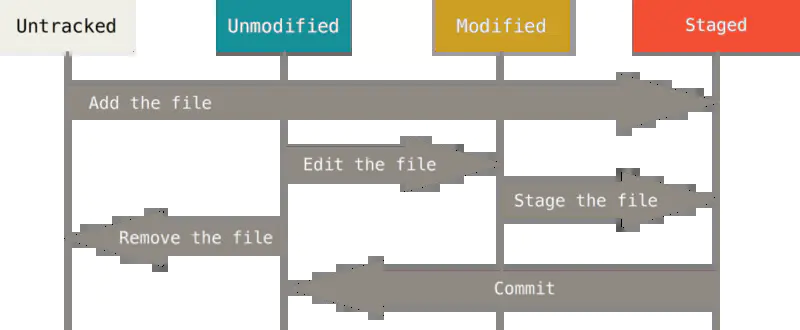 Untracked
Unmodified
Modified
Staged
Add the file
Edit the file
Stage the file
Remove the file
Commit